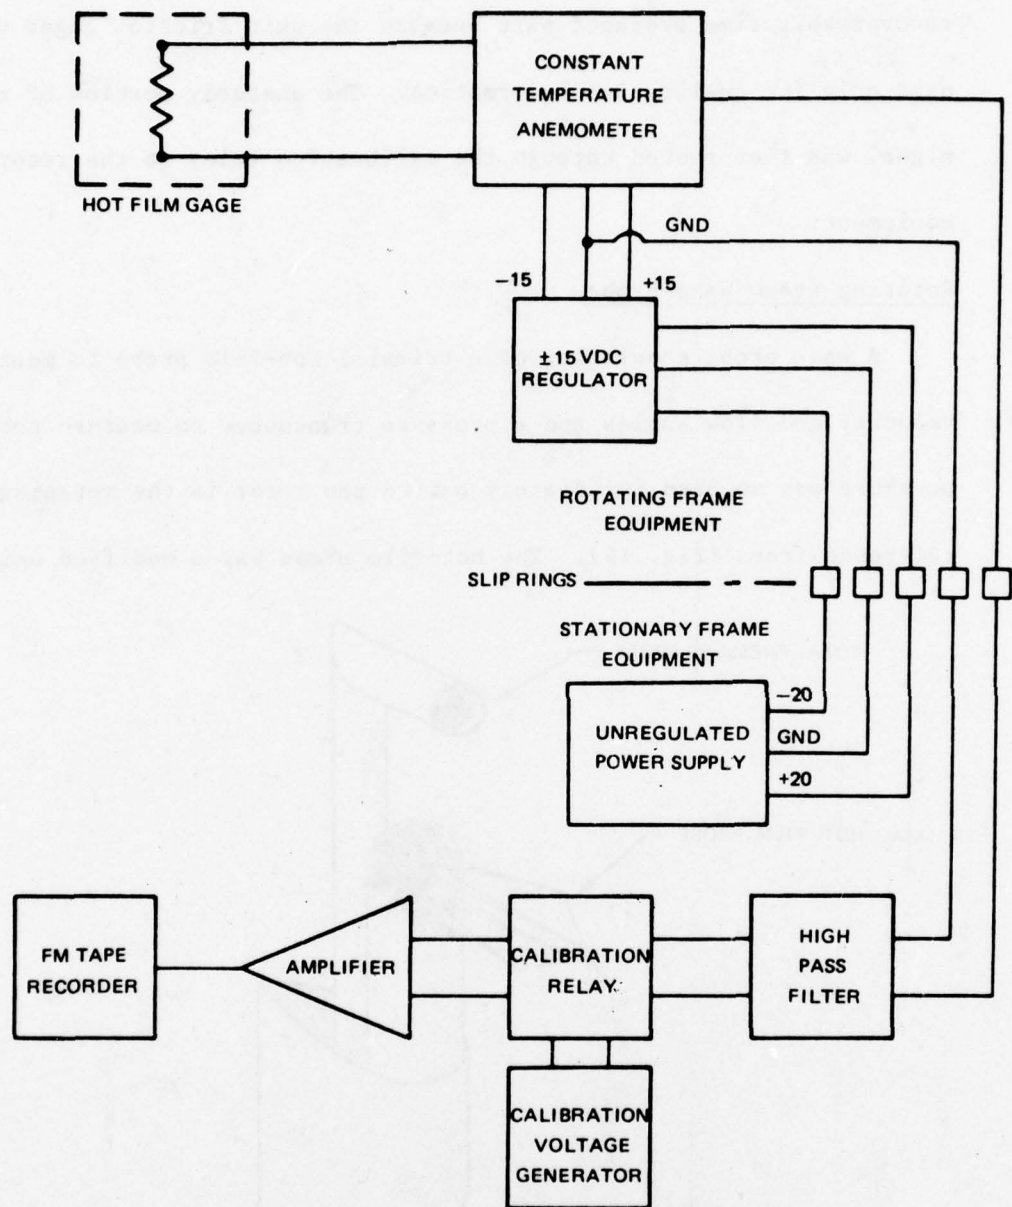 CONSTANT
TEMPERATURE
ANEMOMETER
HOT FILM GAGE
GND
−15
+15
±15 VDC
REGULATOR
ROTATING FRAME
EQUIPMENT
SLIP RINGS
STATIONARY FRAME
EQUIPMENT
−20
UNREGULATED
POWER SUPPLY
GND
+20
FM TAPE
RECORDER
AMPLIFIER
CALIBRATION
RELAY
HIGH
PASS
FILTER
CALIBRATION
VOLTAGE
GENERATOR